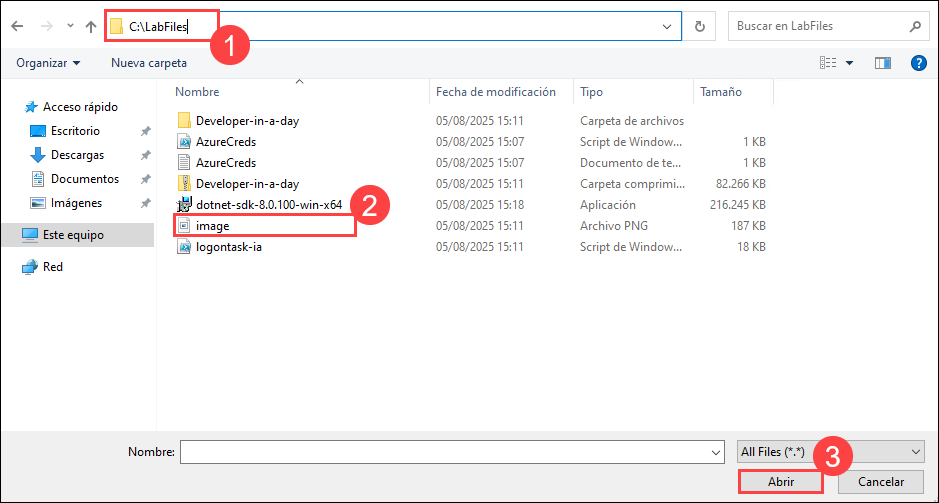 C:\LabFiles
Buscar en LabFiles
1
Organizar
Nueva carpeta
?
Nombre Fecha de modificación Tipo Tamaño
Acceso rápido
Escritorio
Descargas
Documentos
Imágenes
Este equipo
Red
Developer-in-a-day 05/08/2025 15:11 Carpeta de archivos
AzureCreds 05/08/2025 15:07 Script de Window... 1 KB
AzureCreds 05/08/2025 15:07 Documento de te... 1 KB
Developer-in-a-day 05/08/2025 15:11 Carpeta comprimi... 82.266 KB
dotnet-sdk-8.0.100-win-x64 05/08/2025 15:18 Aplicación 216.245 KB
2
image 05/08/2025 15:11 Archivo PNG 187 KB
logontask-ia 05/08/2025 15:11 Script de Window... 18 KB
Nombre:
All Files (*.*)
3
Abrir
Cancelar